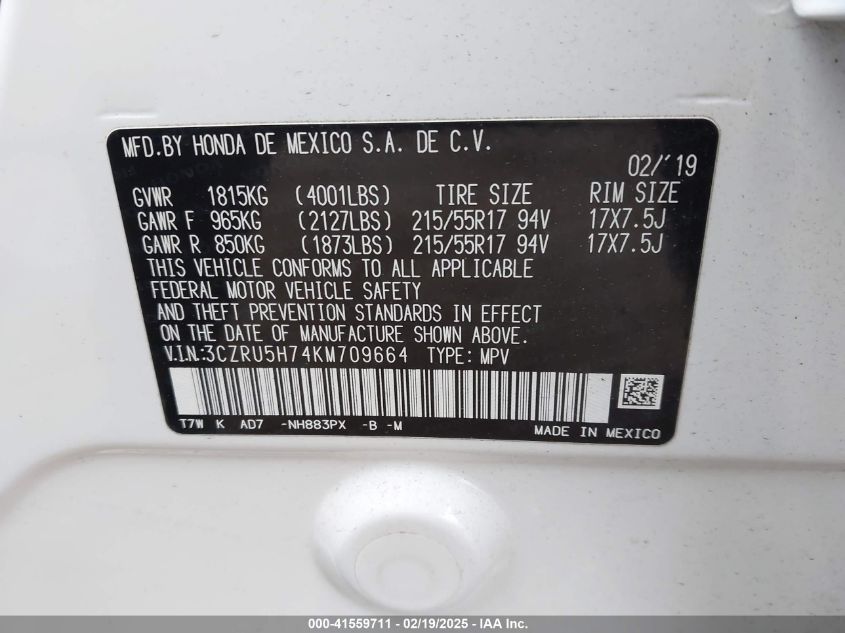 MFD.BY HONDA DE MEXICO S.A. DE C.V.
02/'19
GVWR 1815KG (4001LBS) TIRE SIZE RIM SIZE
GAWR F 965KG (2127LBS) 215/55R17 94V 17X7.5J
GAWR R 850KG (1873LBS) 215/55R17 94V 17X7.5J
THIS VEHICLE CONFORMS TO ALL APPLICABLE
FEDERAL MOTOR VEHICLE SAFETY
AND THEFT PREVENTION STANDARDS IN EFFECT
ON THE DATE OF MANUFACTURE SHOWN ABOVE.
V.I.N:3CZRU5H74KM709664 TYPE: MPV
T7W K AD7 -NH883PX -B -M
MADE IN MEXICO
000-41559711 - 02/19/2025 - IAAI.com